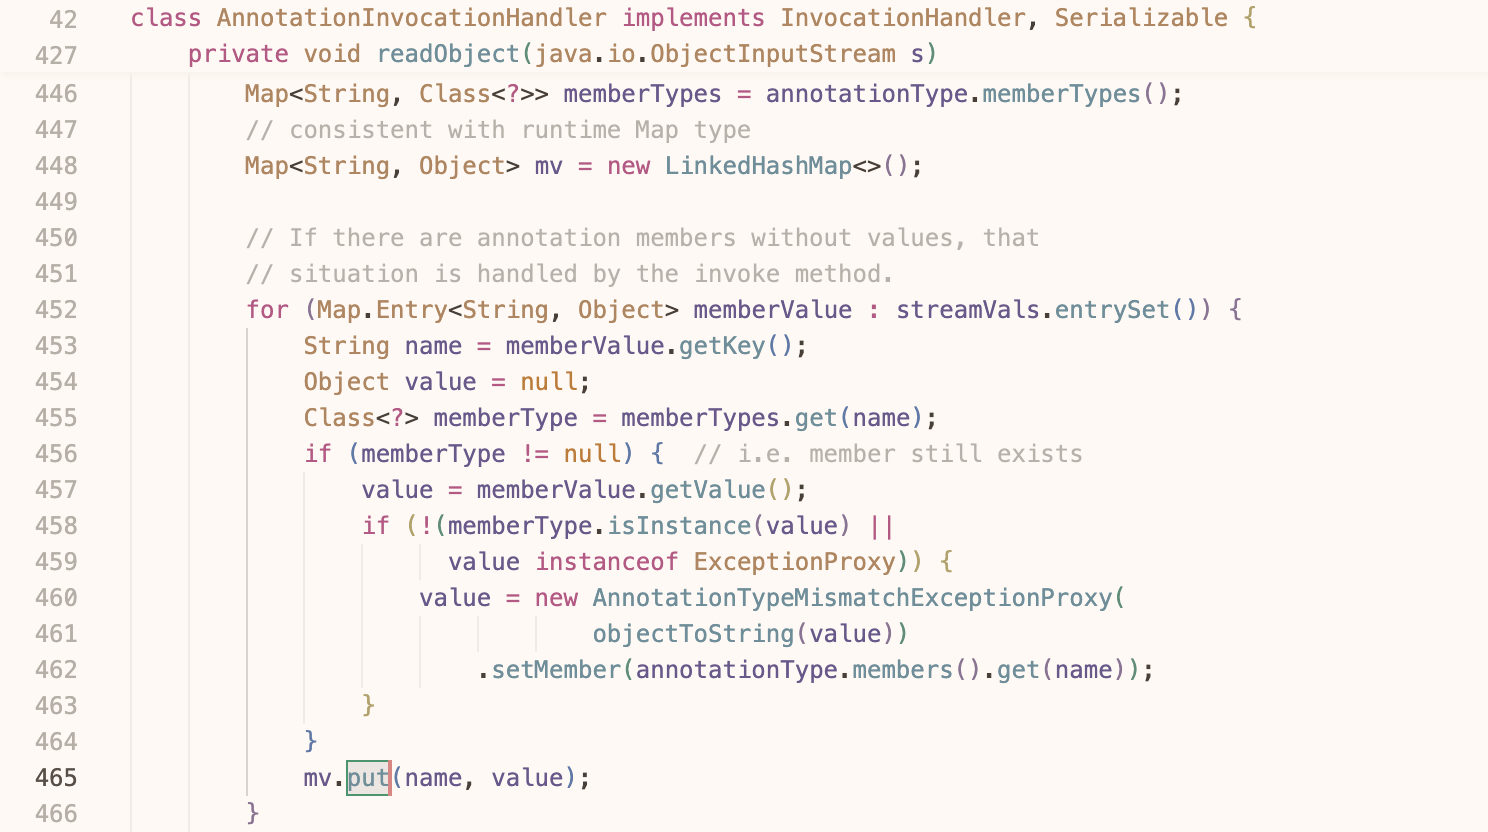 42 class AnnotationInvocationHandler implements InvocationHandler, Serializable {
427 private void readObject(java.io.ObjectInputStream s)
446 Map<String, Class<?>> memberTypes = annotationType.memberTypes();
447 // consistent with runtime Map type
448 Map<String, Object> mv = new LinkedHashMap<>();
449
450 // If there are annotation members without values, that
451 // situation is handled by the invoke method.
452 for (Map.Entry<String, Object> memberValue : streamVals.entrySet()) {
453 String name = memberValue.getKey();
454 Object value = null;
455 Class<?> memberType = memberTypes.get(name);
456 if (memberType != null) {  // i.e. member still exists
457 value = memberValue.getValue();
458 if (!(memberType.isInstance(value) ||
459 value instanceof ExceptionProxy)) {
460 value = new AnnotationTypeMismatchExceptionProxy(
461 objectToString(value))
462 .setMember(annotationType.members().get(name));
463 }
464 }
465 mv.put(name, value);
466 }